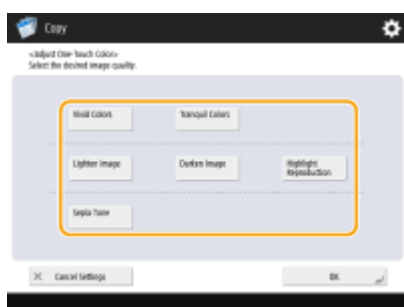 Copy
<Adjust One-Touch Color>
Select the desired image quality.
Vivid Colors
Tranquil Colors
Lighten Image
Darken Image
Highlight
Reproduction
Sepia Tone
Cancel Settings
OK